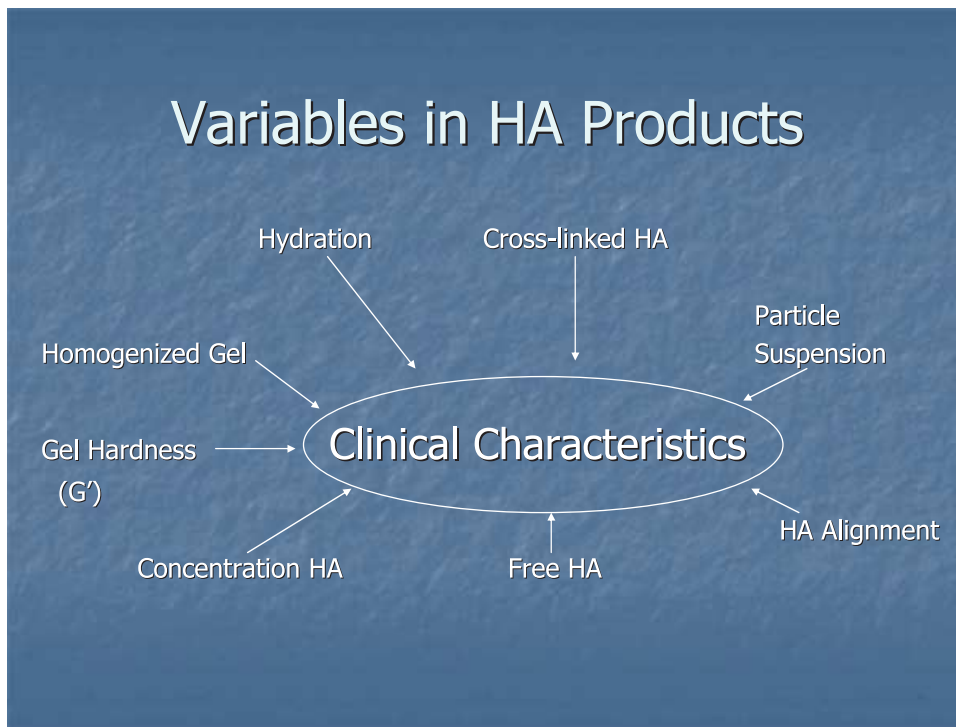 Variables in HA Products
Hydration
Cross-linked HA
Particle
Suspension
Homogenized Gel
Clinical Characteristics
Gel Hardness
(G’)
HA Alignment
Concentration HA
Free HA